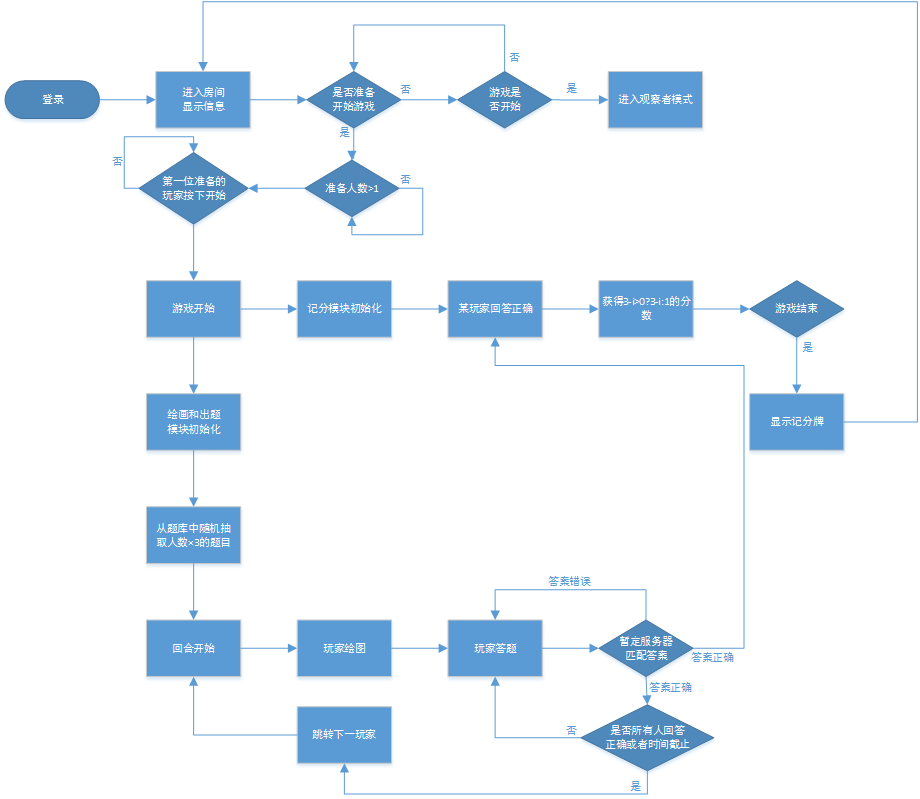 否
登录
进入房间
显示信息
是否准备
开始游戏
否
游戏是
否开始
是
进入观察者模式
是
否
第一位准备的
玩家按下开始
准备人数>1
否
游戏开始
记分模块初始化
某玩家回答正确
获得3-i>0?3-i:1的分
数
游戏结束
是
绘画和出题
模块初始化
显示记分牌
从题库中随机抽
取人数×3的题目
答案错误
回合开始
玩家绘图
玩家答题
暂定服务器
匹配答案
答案正确
答案正确
跳转下一玩家
否
是否所有人回答
正确或者时间截止
是